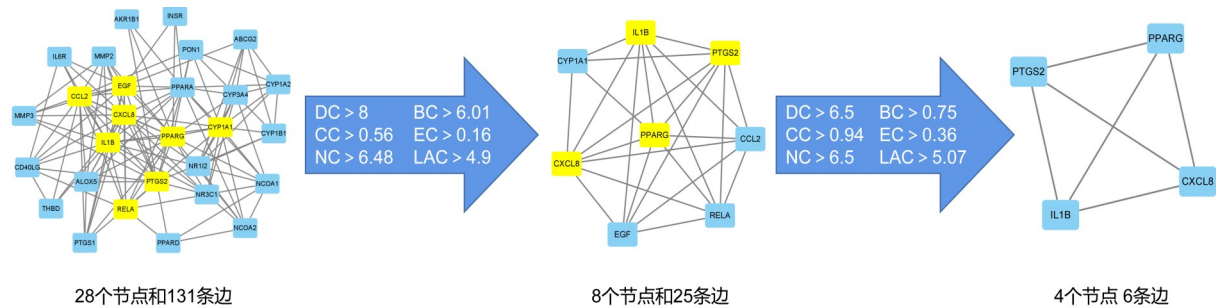 AKR1B1
INSR
IL6R
MMP2
PON1
ABCG2
EGF
PPARA
CYP1A2
CCL2
CYP3A4
MMP3
CXCL8
CYP1A1
CYP1B1
IL1B
PPARG
CD40LG
NR1I2
ALOX5
PTGS2
NR3C1
NCOA1
THBD
RELA
NCOA2
PTGS1
PPARD
28个节点和131条边
DC > 8 BC > 6.01
CC > 0.56 EC > 0.16
NC > 6.48 LAC > 4.9
IL1B
PTGS2
CYP1A1
PPARG
CCL2
CXCL8
RELA
EGF
8个节点和25条边
DC > 6.5 BC > 0.75
CC > 0.94 EC > 0.36
NC > 6.5 LAC > 5.07
PPARG
PTGS2
CXCL8
IL1B
4个节点 6条边